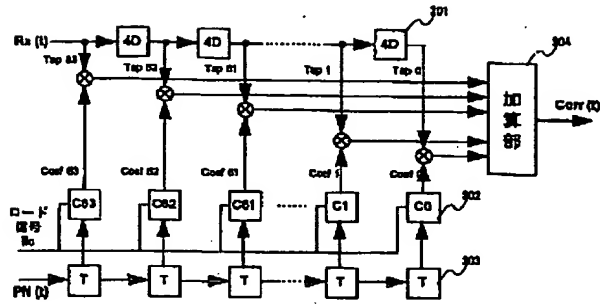 301
Rx (t)
4D
4D
4D
304
Tap 63
Tap 62
Tap 61
Tap 1
Tap 0
加算部
Corr (t)
Coef 63
Coef 62
Coef 61
Coef 1
Coef 0
C63
C62
C61
C1
C0
302
ロード
信号
T
T
T
T
T
303
PN (t)